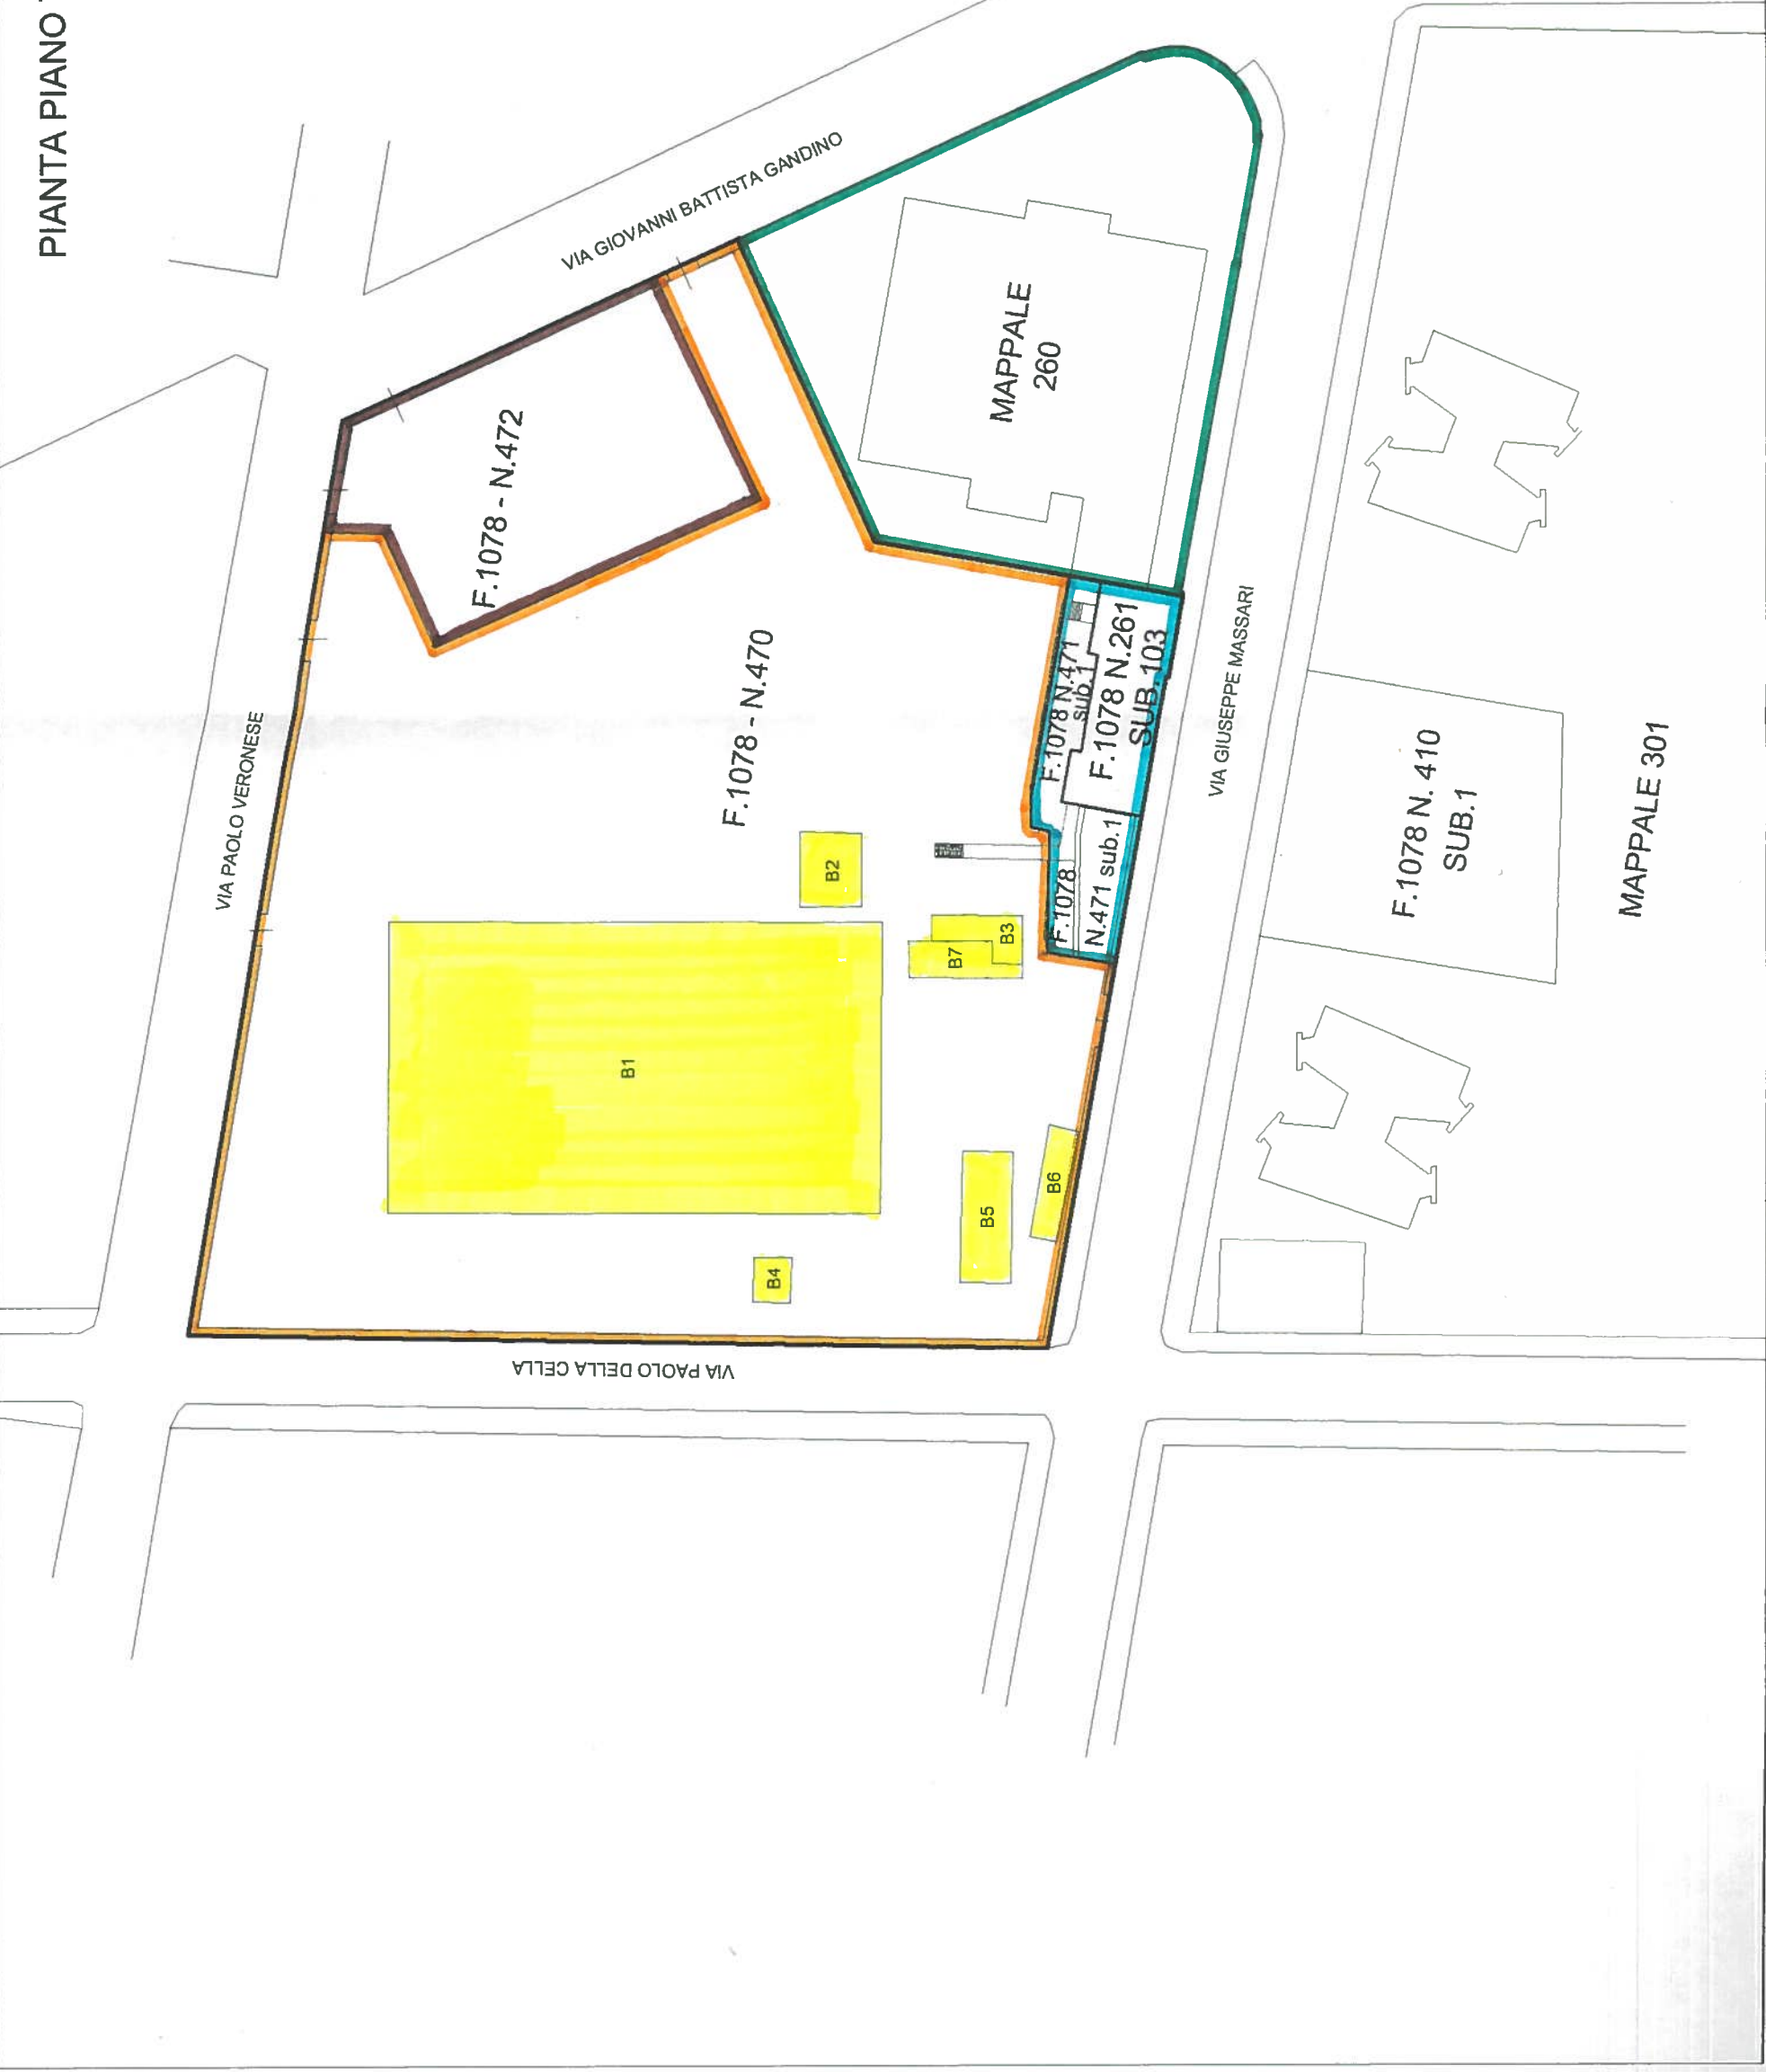 PIANTA PIANO
VIA GIOVANNI BATTISTA GANDINO
F.1078 - N.472
MAPPALE
260
VIA PAOLO VERONESE
F.1078 - N.470
F.1078 N.471
sub.1
F.1078 N.261
SUB. 103
VIA GIUSEPPE MASSARI
F.1078
N.471 sub.1
B2
B3
B7
B1
B6
B5
B4
F.1078 N. 410
SUB.1
MAPPALE 301
VIA PAOLO DELLA CELLA